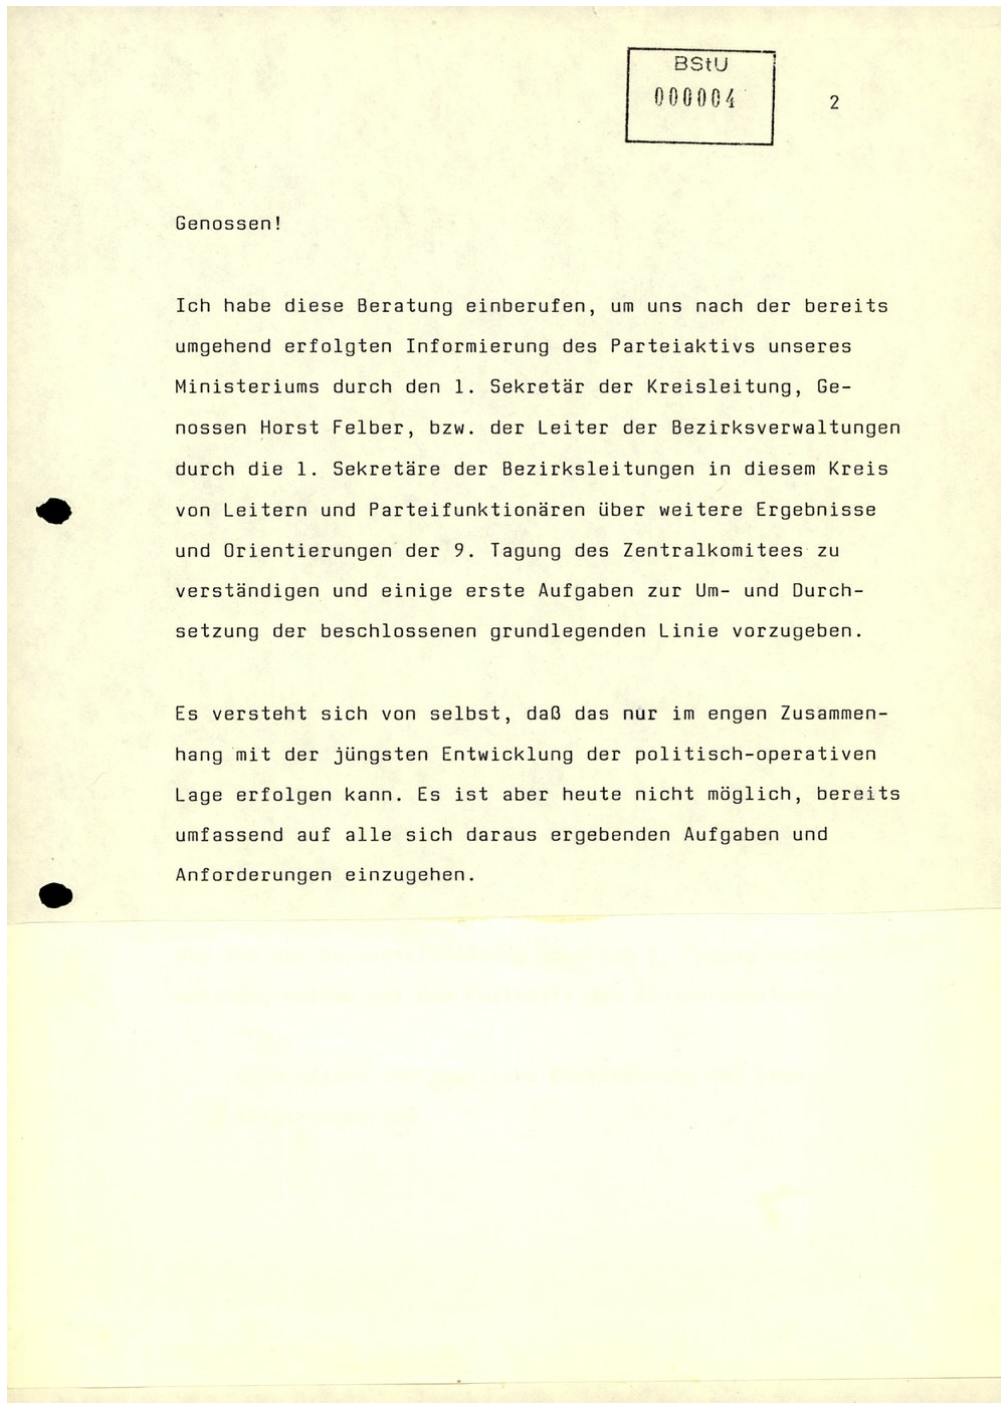 BStU
000004
2
Genossen!
Ich habe diese Beratung einberufen, um uns nach der bereits
umgehend erfolgten Informierung des Parteiaktivs unseres
Ministeriums durch den 1. Sekretär der Kreisleitung, Ge-
nossen Horst Felber, bzw. der Leiter der Bezirksverwaltungen
durch die 1. Sekretäre der Bezirksleitungen in diesem Kreis
von Leitern und Parteifunktionären über weitere Ergebnisse
und Orientierungen der 9. Tagung des Zentralkomitees zu
verständigen und einige erste Aufgaben zur Um- und Durch-
setzung der beschlossenen grundlegenden Linie vorzugeben.
Es versteht sich von selbst, daß das nur im engen Zusammen-
hang mit der jüngsten Entwicklung der politisch-operativen
Lage erfolgen kann. Es ist aber heute nicht möglich, bereits
umfassend auf alle sich daraus ergebenden Aufgaben und
Anforderungen einzugehen.